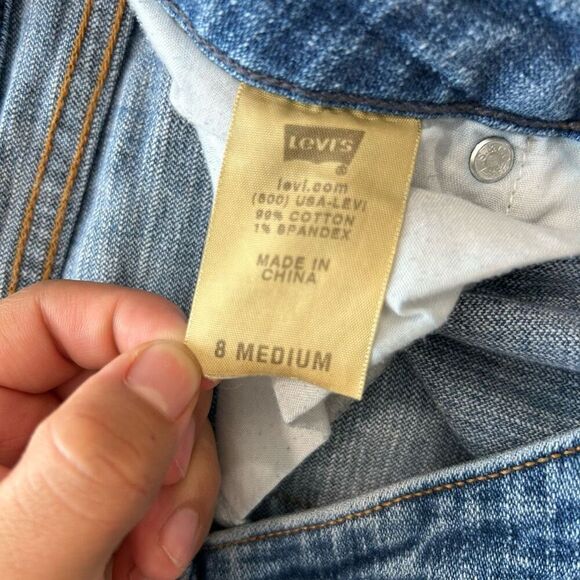 LEVI'S
®
levi.com
(800) USA-LEVI
99% COTTON
1% SPANDEX
MADE IN
CHINA
8 MEDIUM